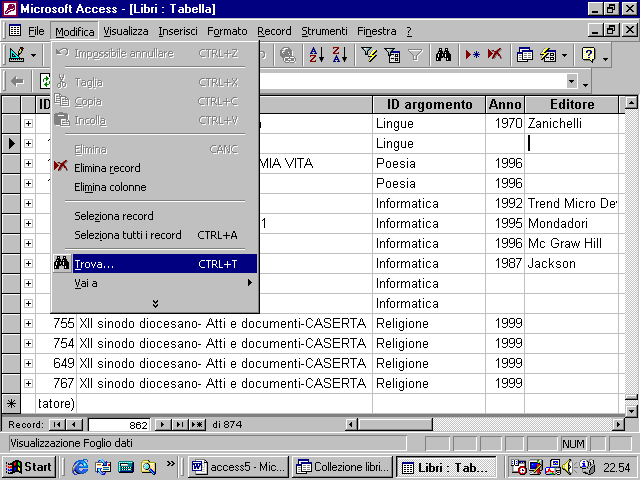 Microsoft Access - [Libri : Tabella]
File Modifica Visualizza Inserisci Formato Record Strumenti Finestra ?
Impossibile annullare CTRL+Z
Taglia CTRL+X
Copia CTRL+C
Incolla CTRL+V
Elimina CANC
Elimina record
Elimina colonne
Seleziona record
Seleziona tutti i record CTRL+A
Trova... CTRL+T
Vai a
ID argomento Anno Editore
Lingue 1970 Zanichelli
Lingue
MIA VITA Poesia 1996
Poesia 1996
Informatica 1992 Trend Micro De
1 Informatica 1995 Mondadori
Informatica 1996 Mc Graw Hill
Informatica 1987 Jackson
Informatica
Informatica
755 XII sinodo diocesano- Atti e documenti-CASERTA Religione 1999
754 XII sinodo diocesano- Atti e documenti-CASERTA Religione 1999
649 XII sinodo diocesano- Atti e documenti-CASERTA Religione 1999
767 XII sinodo diocesano- Atti e documenti-CASERTA Religione 1999
tatore)
Record: 862 di 874
Visualizzazione Foglio dati NUM
Start access5 - Mic... Collezione libri... Libri : Tab... 22.54